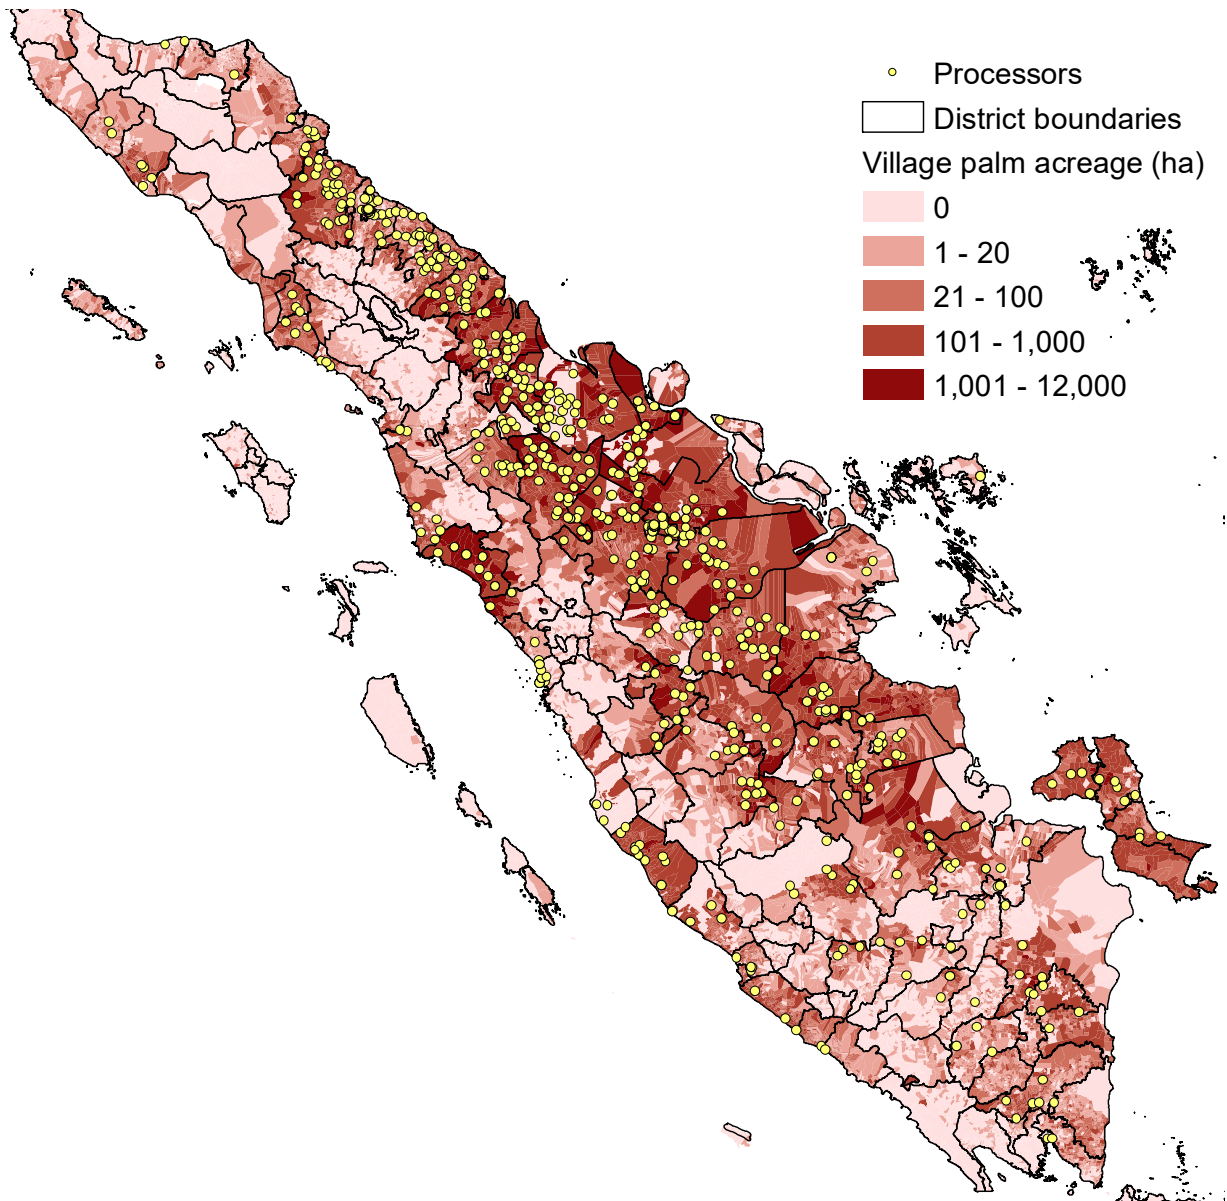 Processors
District boundaries
Village palm acreage (ha)
0
1 - 20
21 - 100
101 - 1,000
1,001 - 12,000